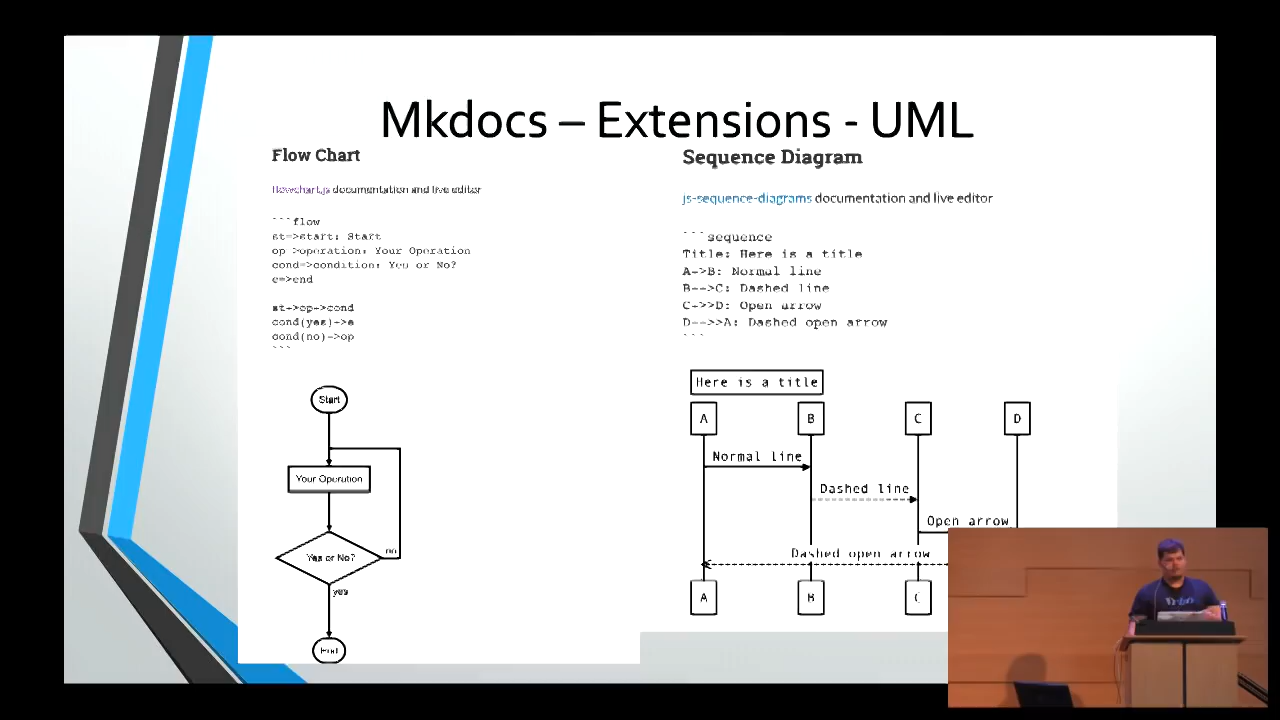 Mkdocs – Extensions - UML
Flow Chart
flowchart.js documentation and live editor
```flow
st=>start: Start
op=>operation: Your Operation
cond=>condition: Yes or No?
e=>end
st->op->cond
cond(yes)->e
cond(no)->op
```
Start
Your Operation
Yes or No?
no
yes
End
Sequence Diagram
js-sequence-diagrams documentation and live editor
```sequence
Title: Here is a title
A->B: Normal line
B-->C: Dashed line
C->>D: Open arrow
D-->>A: Dashed open arrow
```
Here is a title
A B C D
Normal line
Dashed line
Open arrow
Dashed open arrow
A B C